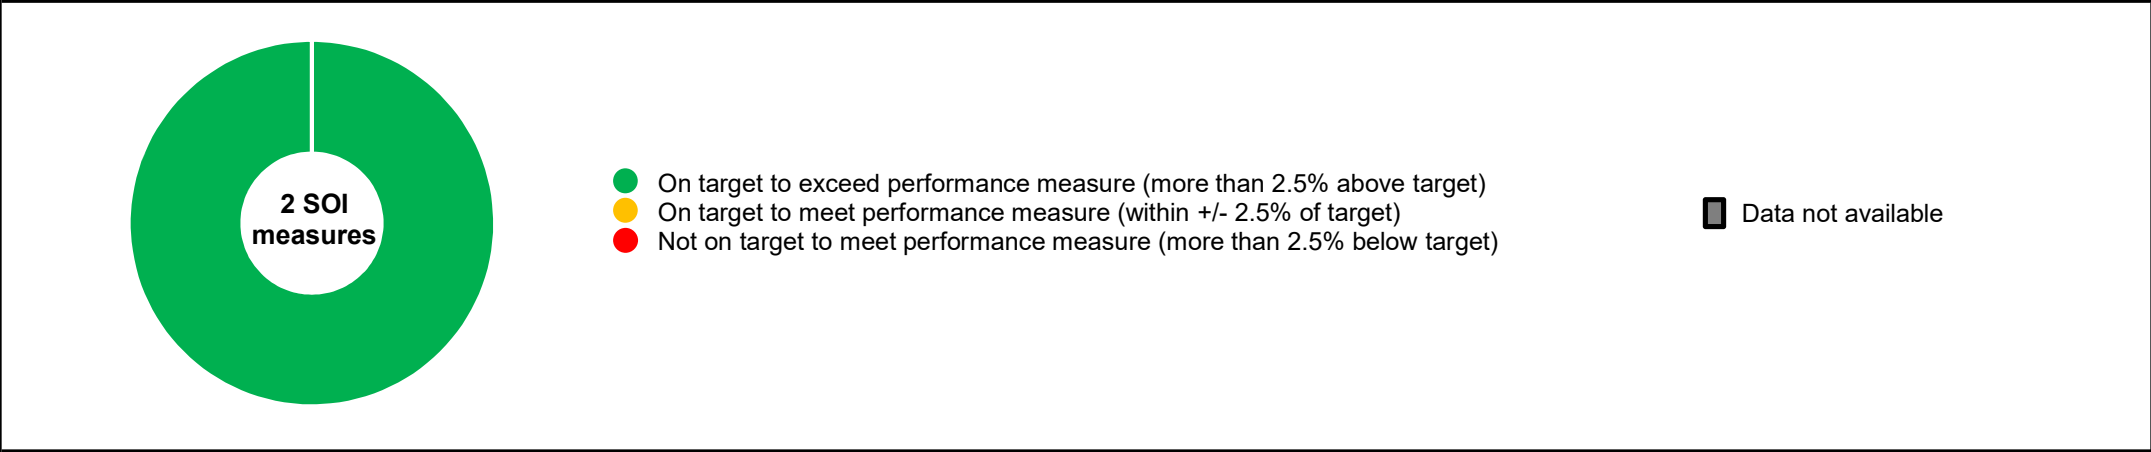 2 SOI
measures
On target to exceed performance measure (more than 2.5% above target)
On target to meet performance measure (within +/- 2.5% of target)
Not on target to meet performance measure (more than 2.5% below target)
Data not available